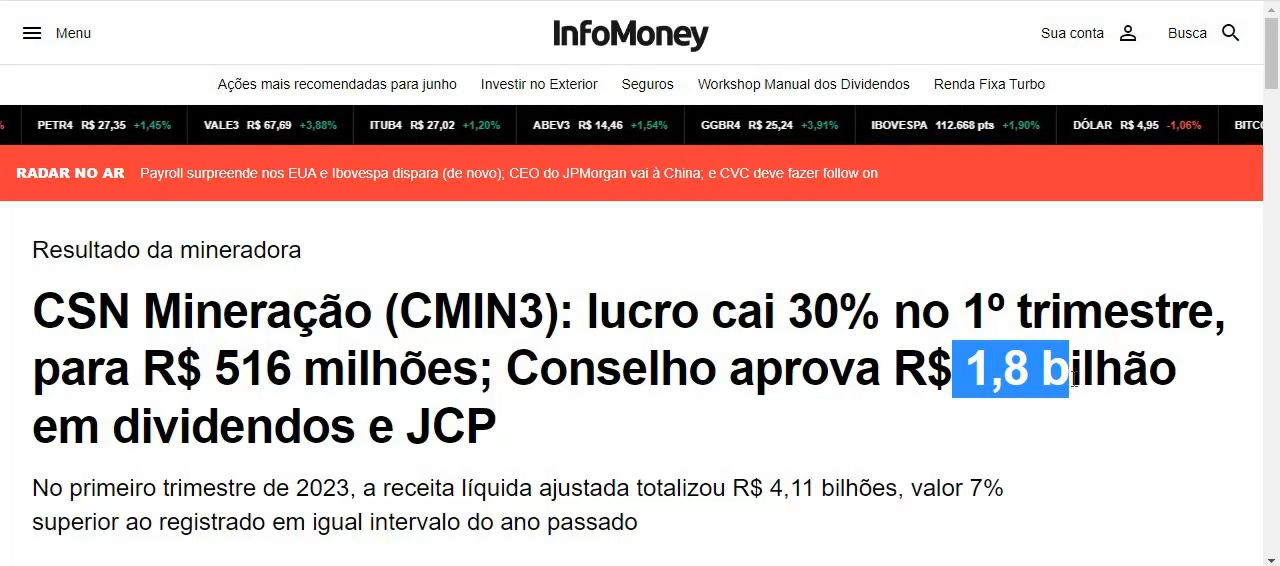 Menu
InfoMoney
Sua conta
Busca
Ações mais recomendadas para junho Investir no Exterior Seguros Workshop Manual dos Dividendos Renda Fixa Turbo
% PETR4 R$ 27,35 +1,45% VALE3 R$ 67,69 +3,88% ITUB4 R$ 27,02 +1,20% ABEV3 R$ 14,46 +1,54% GGBR4 R$ 25,24 +3,91% IBOVESPA 112.668 pts +1,90% DÓLAR R$ 4,95 -1,06% BITC
RADAR NO AR Payroll surpreende nos EUA e Ibovespa dispara (de novo); CEO do JPMorgan vai à China; e CVC deve fazer follow on
Resultado da mineradora
CSN Mineração (CMIN3): lucro cai 30% no 1º trimestre,
para R$ 516 milhões; Conselho aprova R$ 1,8 bilhão
em dividendos e JCP
No primeiro trimestre de 2023, a receita líquida ajustada totalizou R$ 4,11 bilhões, valor 7%
superior ao registrado em igual intervalo do ano passado